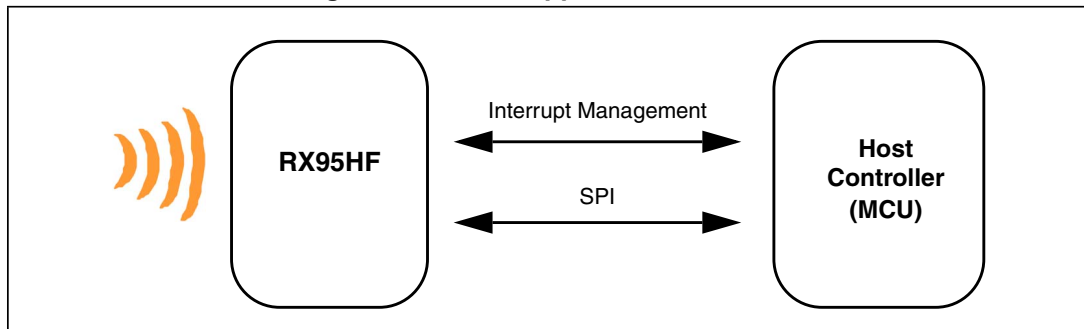 RX95HF
Interrupt Management
SPI
Host
Controller
(MCU)